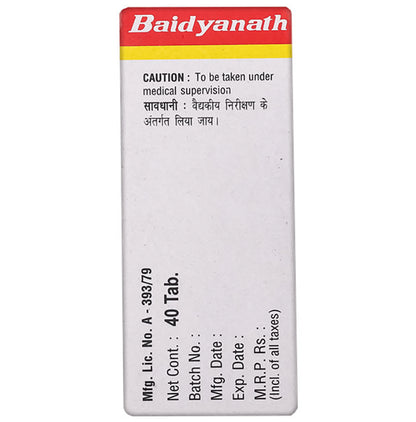 Baidyanath
CAUTION : To be taken under
medical supervision
सावधानी : वैद्यकीय निरीक्षण के
अंतर्गत लिया जाय।
Mfg. Lic. No. A - 393/79
Net Cont. : 40 Tab.
Batch No. :
Mfg. Date :
Exp. Date :
M.R.P. Rs. :
(Incl. of all taxes)